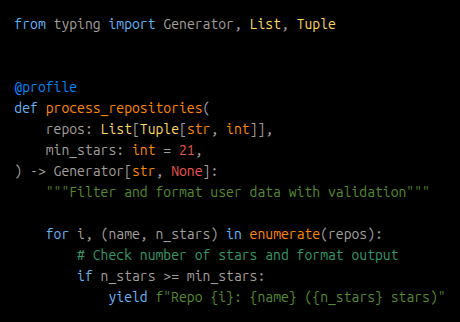 from typing import Generator, List, Tuple
@profile
def process_repositories(
    repos: List[Tuple[str, int]],
    min_stars: int = 21,
) -> Generator[str, None]:
    """Filter and format user data with validation"""
    for i, (name, n_stars) in enumerate(repos):
        # Check number of stars and format output
        if n_stars >= min_stars:
            yield f"Repo {i}: {name} ({n_stars} stars)"